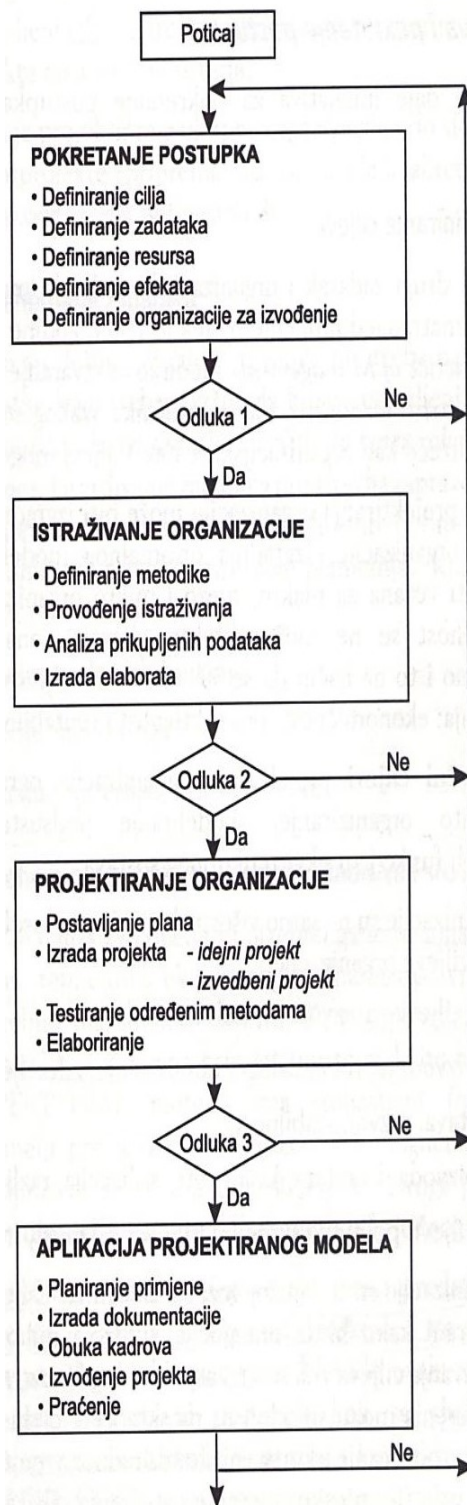 Poticaj
POKRETANJE POSTUPKA
• Definiranje cilja
• Definiranje zadataka
• Definiranje resursa
• Definiranje efekata
• Definiranje organizacije za izvođenje
Odluka 1
Ne
Da
ISTRAŽIVANJE ORGANIZACIJE
• Definiranje metodike
• Provođenje istraživanja
• Analiza prikupljenih podataka
• Izrada elaborata
Odluka 2
Ne
Da
PROJEKTIRANJE ORGANIZACIJE
• Postavljanje plana
• Izrada projekta - idejni projekt
- izvedbeni projekt
• Testiranje određenim metodama
• Elaboriranje
Odluka 3
Ne
Da
APLIKACIJA PROJEKTIRANOG MODELA
• Planiranje primjene
• Izrada dokumentacije
• Obuka kadrova
• Izvođenje projekta
• Praćenje
Ne